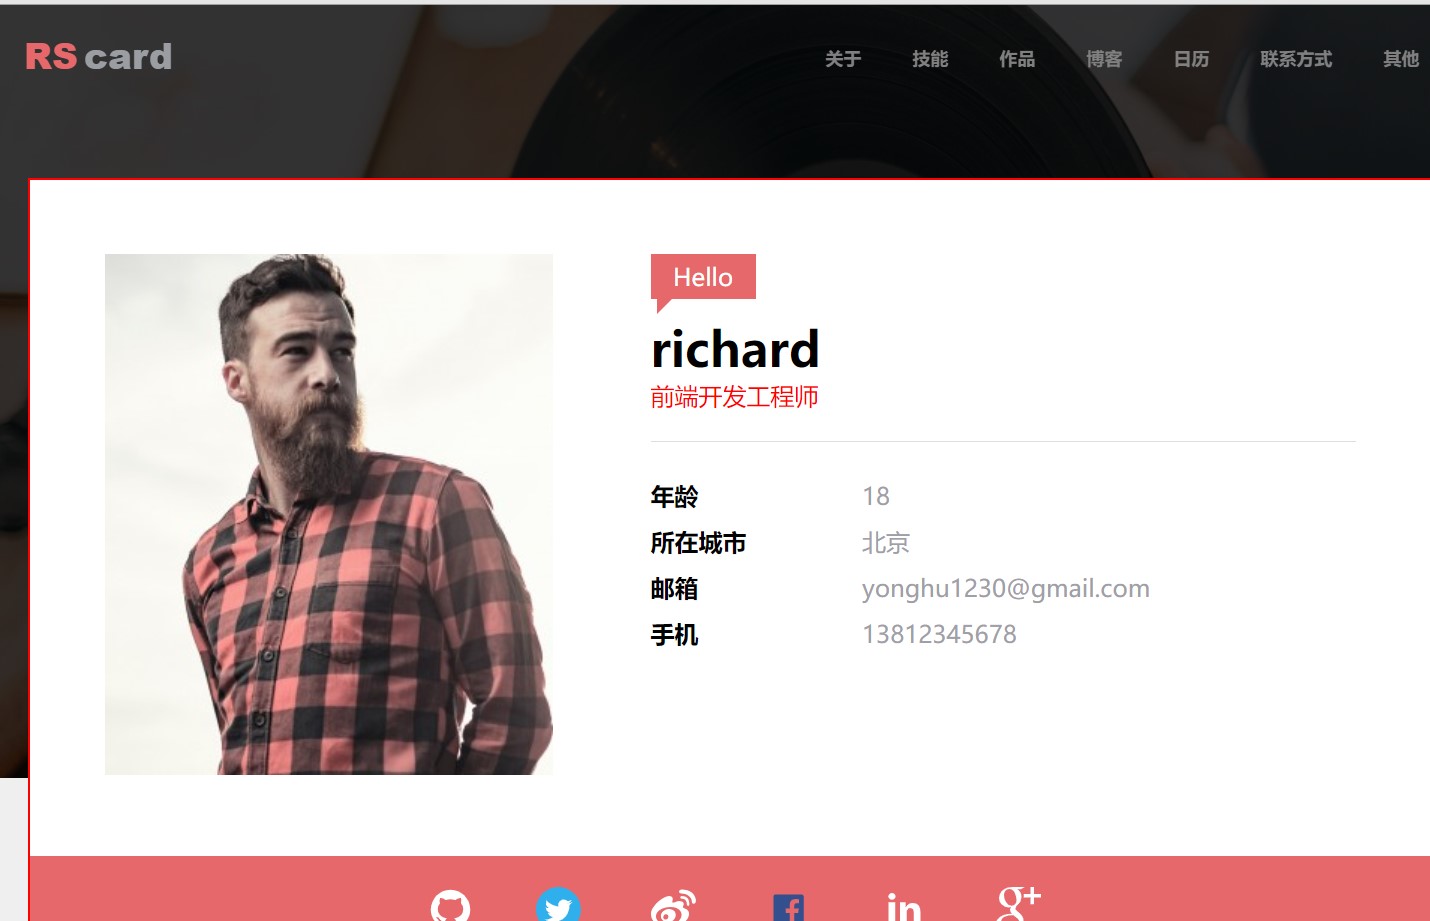 RS card
关于 技能 作品 博客 日历 联系方式 其他
Hello
richard
前端开发工程师
年龄 18
所在城市 北京
邮箱 yonghu1230@gmail.com
手机 13812345678
f in g+